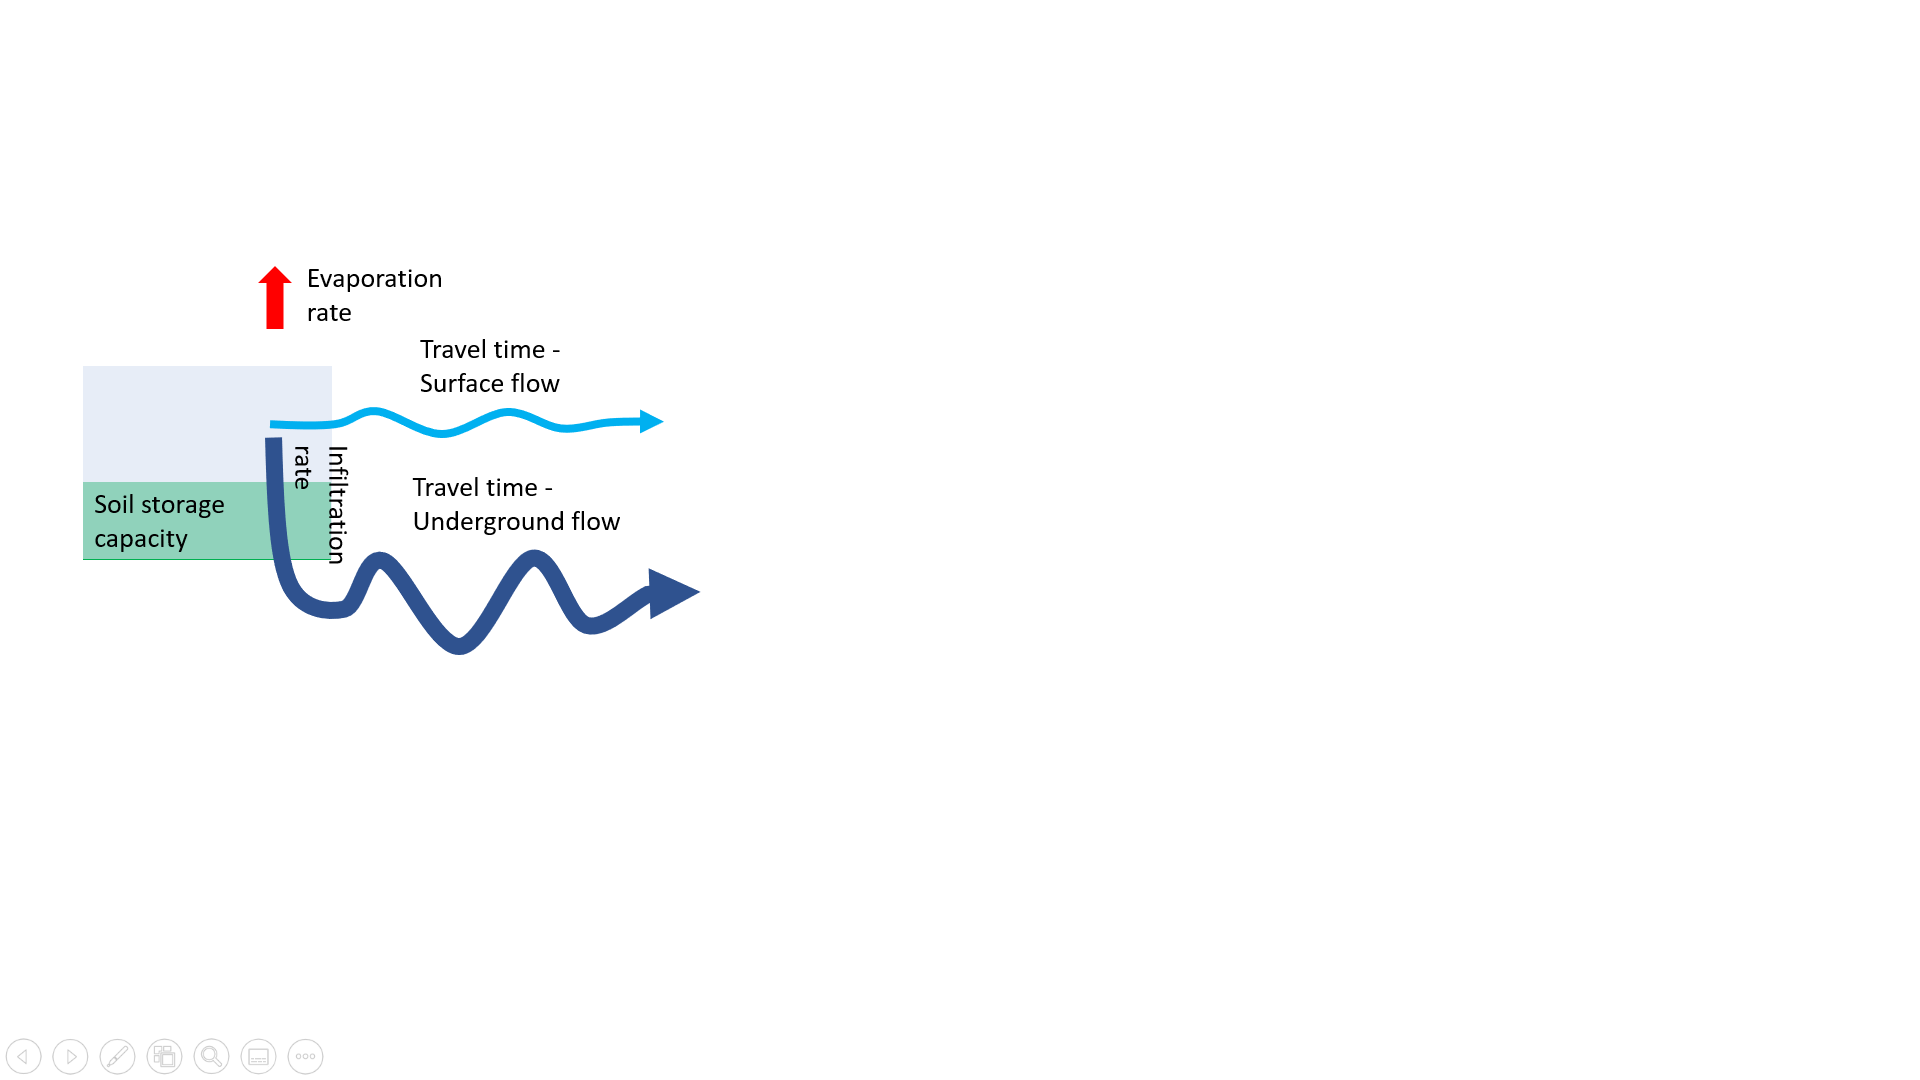 Evaporation
rate
Travel time -
Surface flow
Infiltration
rate
Travel time -
Underground flow
Soil storage
capacity